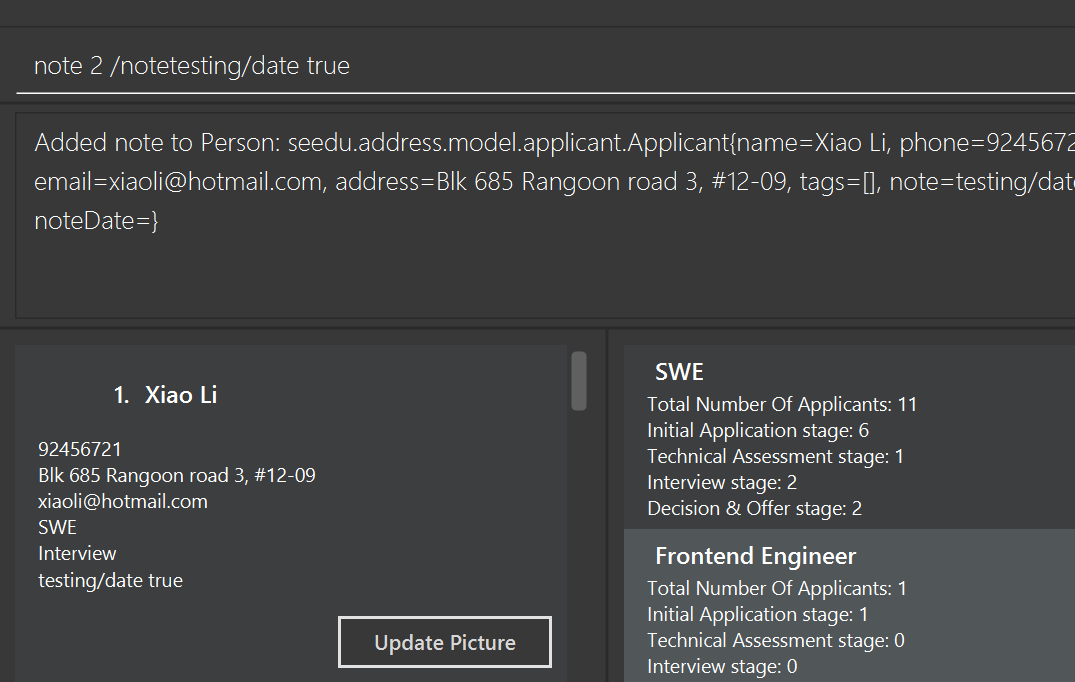 note 2 /notetesting/date true
Added note to Person: seedu.address.model.applicant.Applicant{name=Xiao Li, phone=9245672
email=xiaoli@hotmail.com, address=Blk 685 Rangoon road 3, #12-09, tags=[], note=testing/dat
noteDate=}
1. Xiao Li
92456721
Blk 685 Rangoon road 3, #12-09
xiaoli@hotmail.com
SWE
Interview
testing/date true
Update Picture
SWE
Total Number Of Applicants: 11
Initial Application stage: 6
Technical Assessment stage: 1
Interview stage: 2
Decision & Offer stage: 2
Frontend Engineer
Total Number Of Applicants: 1
Initial Application stage: 1
Technical Assessment stage: 0
Interview stage: 0